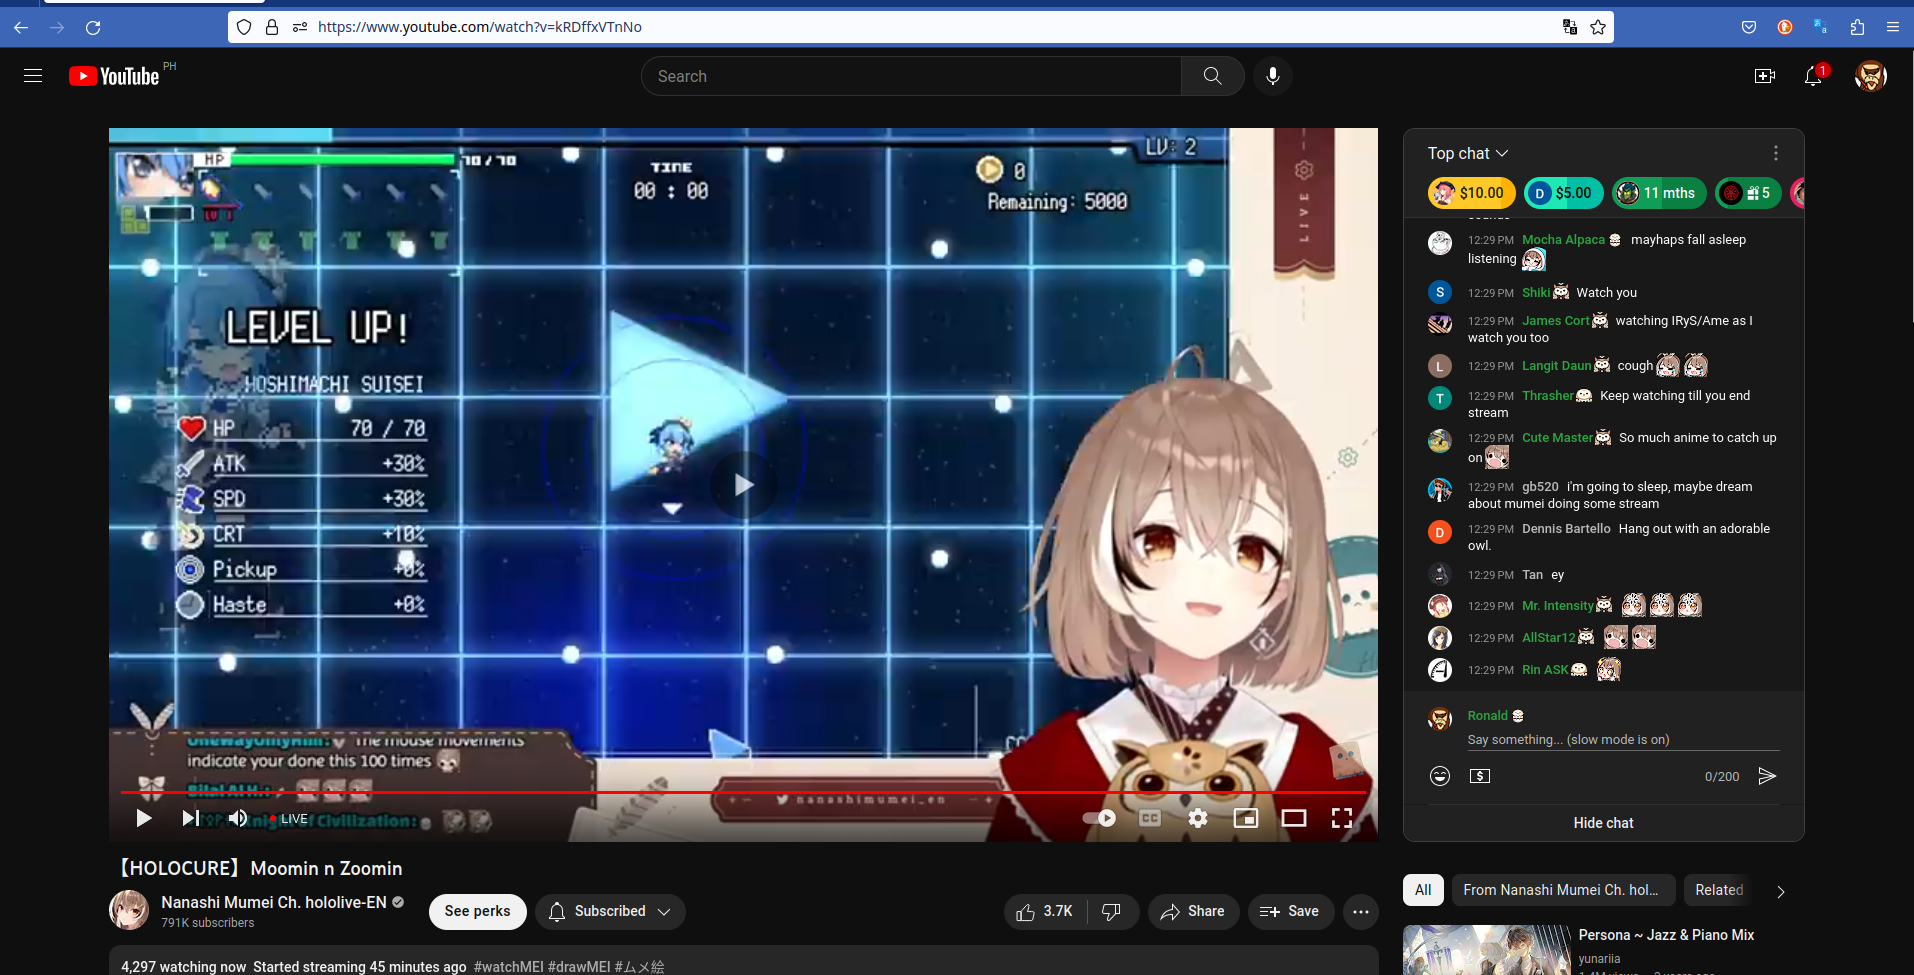 https://www.youtube.com/watch?v=kRDffxVTnNo
YouTube PH
Search
1
HP
70 / 70
TIME
00 : 00
LV: 2
0
Remaining: 5000
LIVE
LEVEL UP!
HOSHIMACHI SUISEI
HP 70 / 70
ATK +30%
SPD +30%
CRT +10%
Pickup +0%
Haste +0%
OneWayOnlyHim: The mouse movements
indicate your done this 100 times
Knight of Civilization:
nanashimumei_en
LIVE
CC
【HOLOCURE】Moomin n Zoomin
Nanashi Mumei Ch. hololive-EN
791K subscribers
See perks
Subscribed
3.7K
Share
Save
4,297 watching now Started streaming 45 minutes ago #watchMEI #drawMEI #ムメ絵
Top chat
$10.00
D $5.00
11 mths
5
12:29 PM Mocha Alpaca mayhaps fall asleep
listening
S 12:29 PM Shiki Watch you
12:29 PM James Cort watching IRyS/Ame as I
watch you too
L 12:29 PM Langit Daun cough
T 12:29 PM Thrasher Keep watching till you end
stream
12:29 PM Cute Master So much anime to catch up
on
12:29 PM gb520 i'm going to sleep, maybe dream
about mumei doing some stream
D 12:29 PM Dennis Bartello Hang out with an adorable
owl.
12:29 PM Tan ey
12:29 PM Mr. Intensity
12:29 PM AllStar12
12:29 PM Rin ASK
Ronald
Say something... (slow mode is on)
0/200
Hide chat
All
From Nanashi Mumei Ch. hol...
Related
Persona ~ Jazz & Piano Mix
yunariia